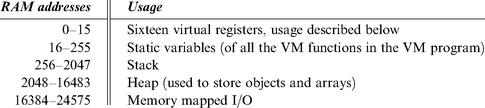 RAM addresses Usage
0–15 Sixteen virtual registers, usage described below
16–255 Static variables (of all the VM functions in the VM program)
256–2047 Stack
2048–16483 Heap (used to store objects and arrays)
16384–24575 Memory mapped I/O